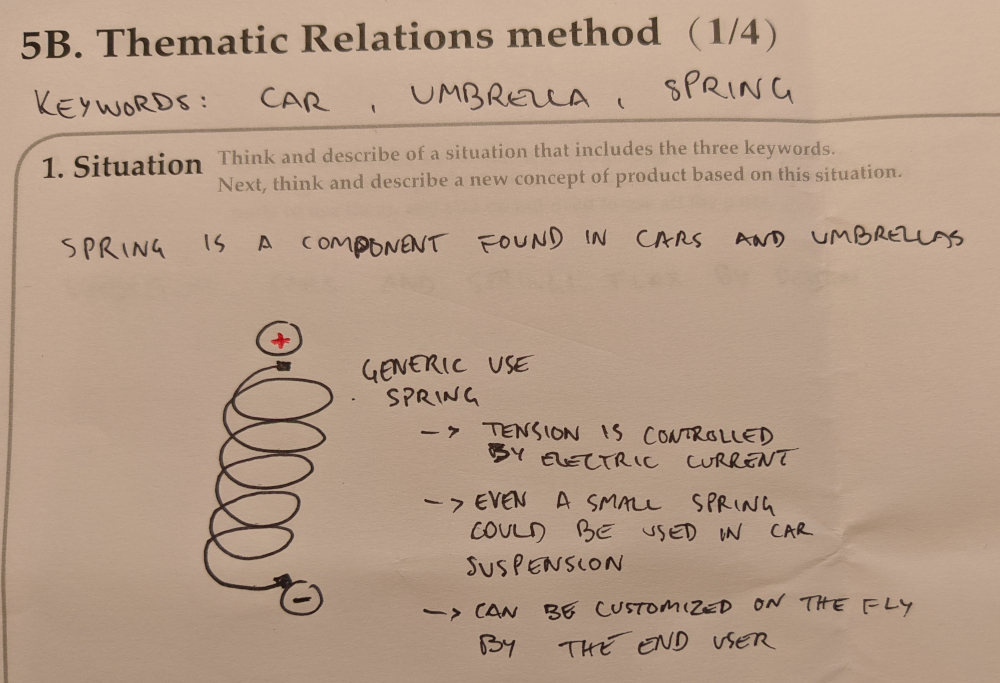 5B. Thematic Relations method (1/4)
KEYWORDS: CAR, UMBRELLA, SPRING
1. Situation Think and describe of a situation that includes the three keywords.
Next, think and describe a new concept of product based on this situation.
SPRING IS A COMPONENT FOUND IN CARS AND UMBRELLAS
+
GENERIC USE
SPRING
-> TENSION IS CONTROLLED
BY ELECTRIC CURRENT
-> EVEN A SMALL SPRING
COULD BE USED IN CAR
SUSPENSION
-
-> CAN BE CUSTOMIZED ON THE FLY
BY THE END USER